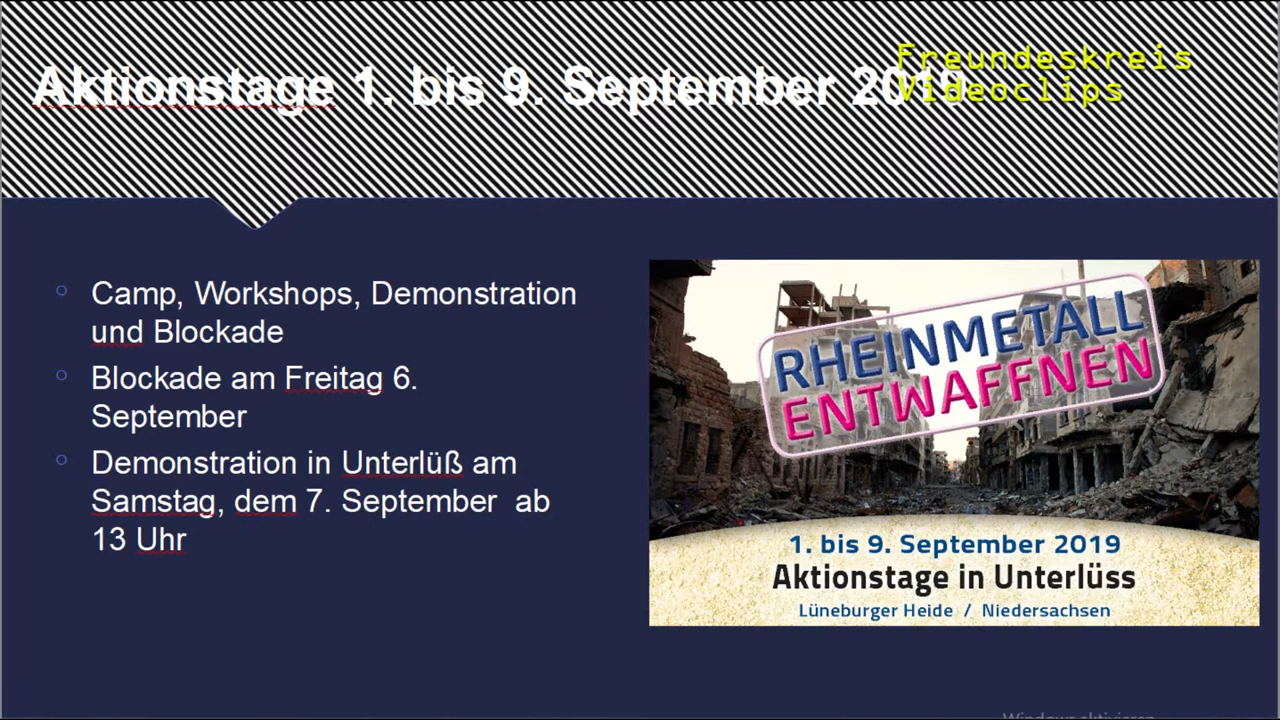 Aktionstage 1. bis 9. September 2019
Freundeskreis
Videoclips
Camp, Workshops, Demonstration
und Blockade
Blockade am Freitag 6.
September
Demonstration in Unterlüß am
Samstag, dem 7. September ab
13 Uhr
RHEINMETALL
ENTWAFFNEN
1. bis 9. September 2019
Aktionstage in Unterlüss
Lüneburger Heide / Niedersachsen
Windows aktivieren